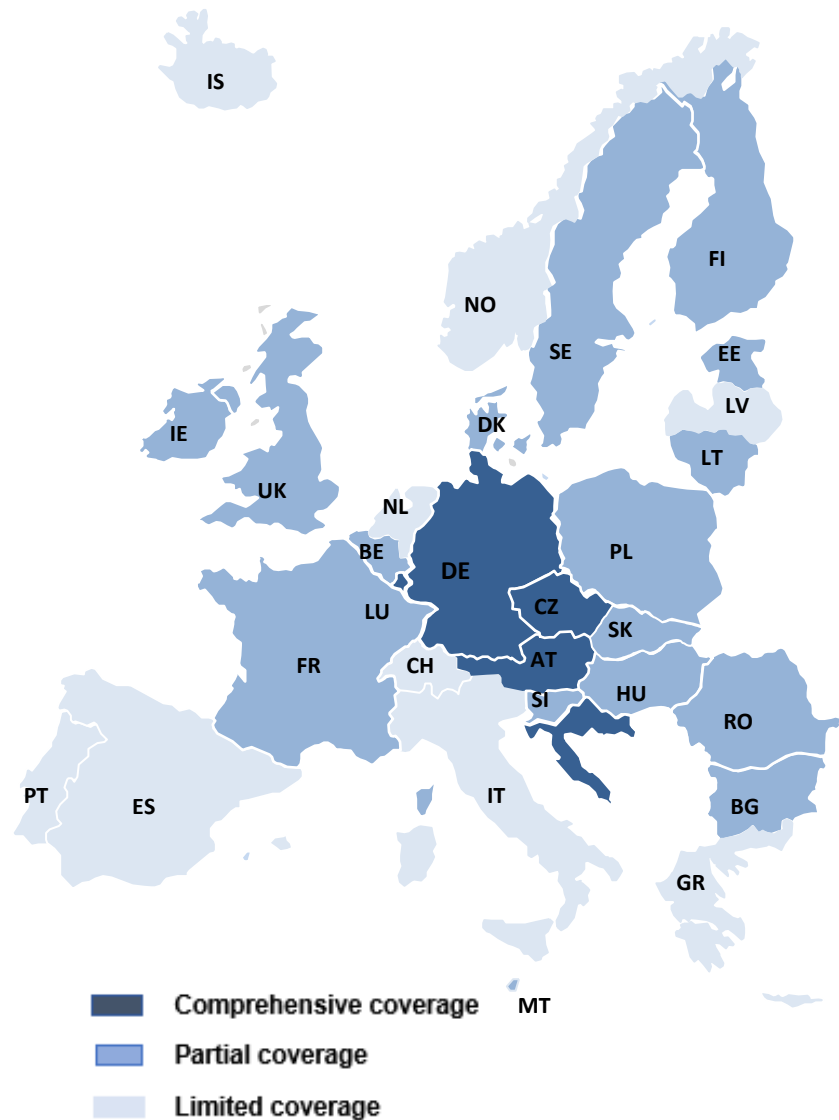 IS
FI
NO
SE
EE
LV
DK
IE
LT
UK
NL
BE
PL
DE
CZ
LU
SK
FR
CH
AT
HU
SI
RO
PT
ES
IT
BG
GR
MT
Comprehensive coverage
Partial coverage
Limited coverage